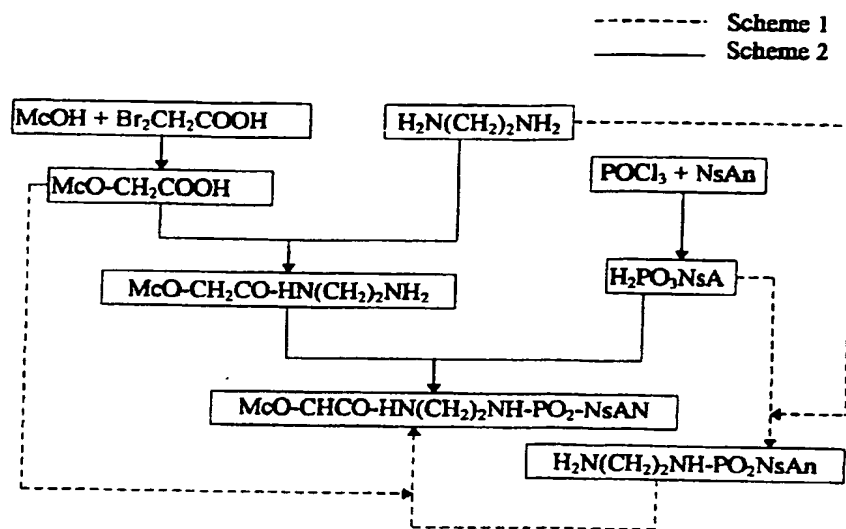 Scheme 1
Scheme 2
McOH + Br₂CH₂COOH
H₂N(CH₂)₂NH₂
POCl₃ + NsAn
McO-CH₂COOH
McO-CH₂CO-HN(CH₂)₂NH₂
H₂PO₃NsA
McO-CHCO-HN(CH₂)₂NH-PO₂-NsAN
H₂N(CH₂)₂NH-PO₂NsAn